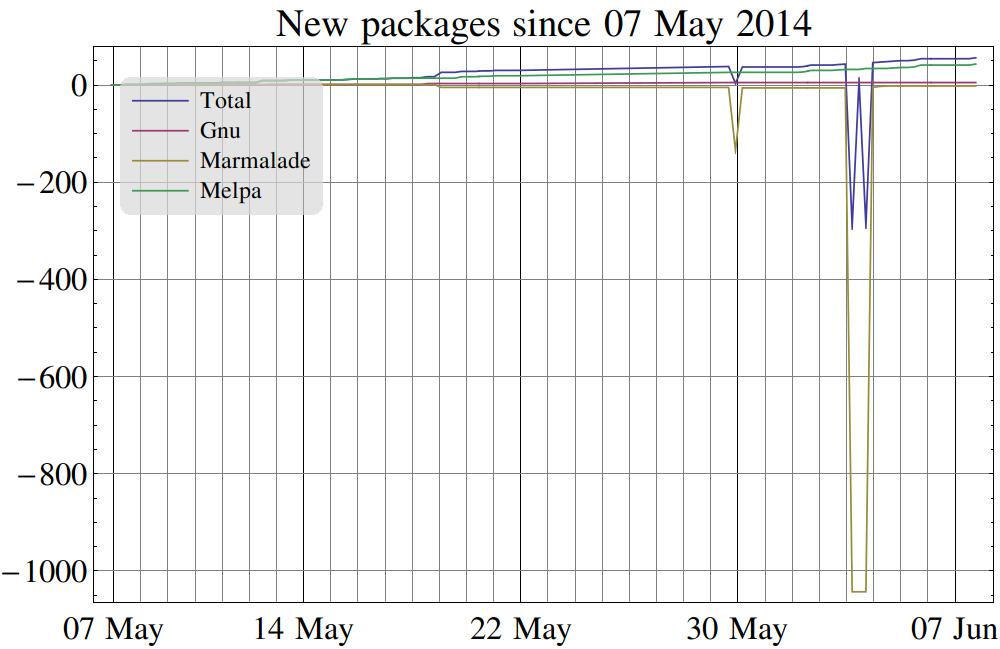 New packages since 07 May 2014
0
Total
Gnu
Marmalade
Melpa
−200
−400
−600
−800
−1000
07 May 14 May 22 May 30 May 07 Jun